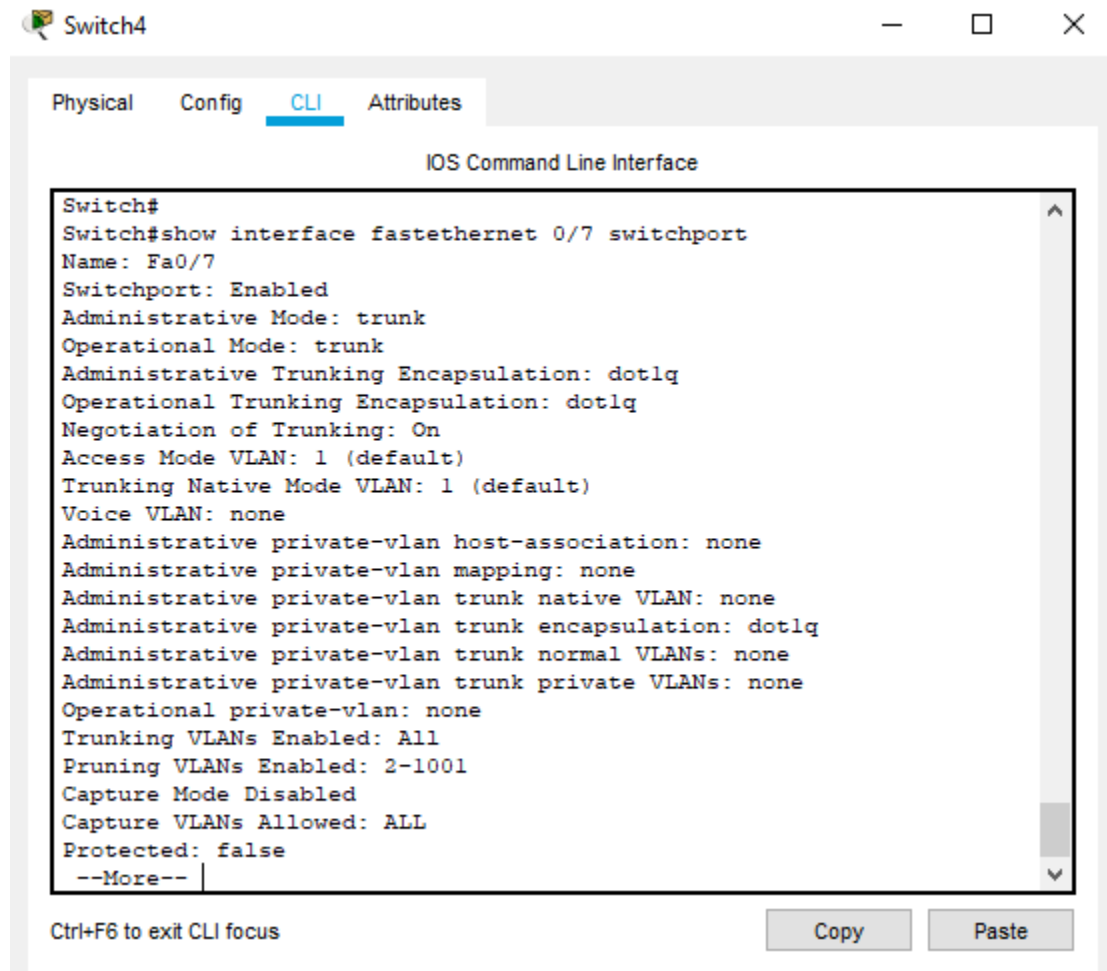 Switch4
Physical Config CLI Attributes
IOS Command Line Interface
Switch#
Switch#show interface fastethernet 0/7 switchport
Name: Fa0/7
Switchport: Enabled
Administrative Mode: trunk
Operational Mode: trunk
Administrative Trunking Encapsulation: dot1q
Operational Trunking Encapsulation: dot1q
Negotiation of Trunking: On
Access Mode VLAN: 1 (default)
Trunking Native Mode VLAN: 1 (default)
Voice VLAN: none
Administrative private-vlan host-association: none
Administrative private-vlan mapping: none
Administrative private-vlan trunk native VLAN: none
Administrative private-vlan trunk encapsulation: dot1q
Administrative private-vlan trunk normal VLANs: none
Administrative private-vlan trunk private VLANs: none
Operational private-vlan: none
Trunking VLANs Enabled: All
Pruning VLANs Enabled: 2-1001
Capture Mode Disabled
Capture VLANs Allowed: ALL
Protected: false
--More--
Ctrl+F6 to exit CLI focus
Copy Paste